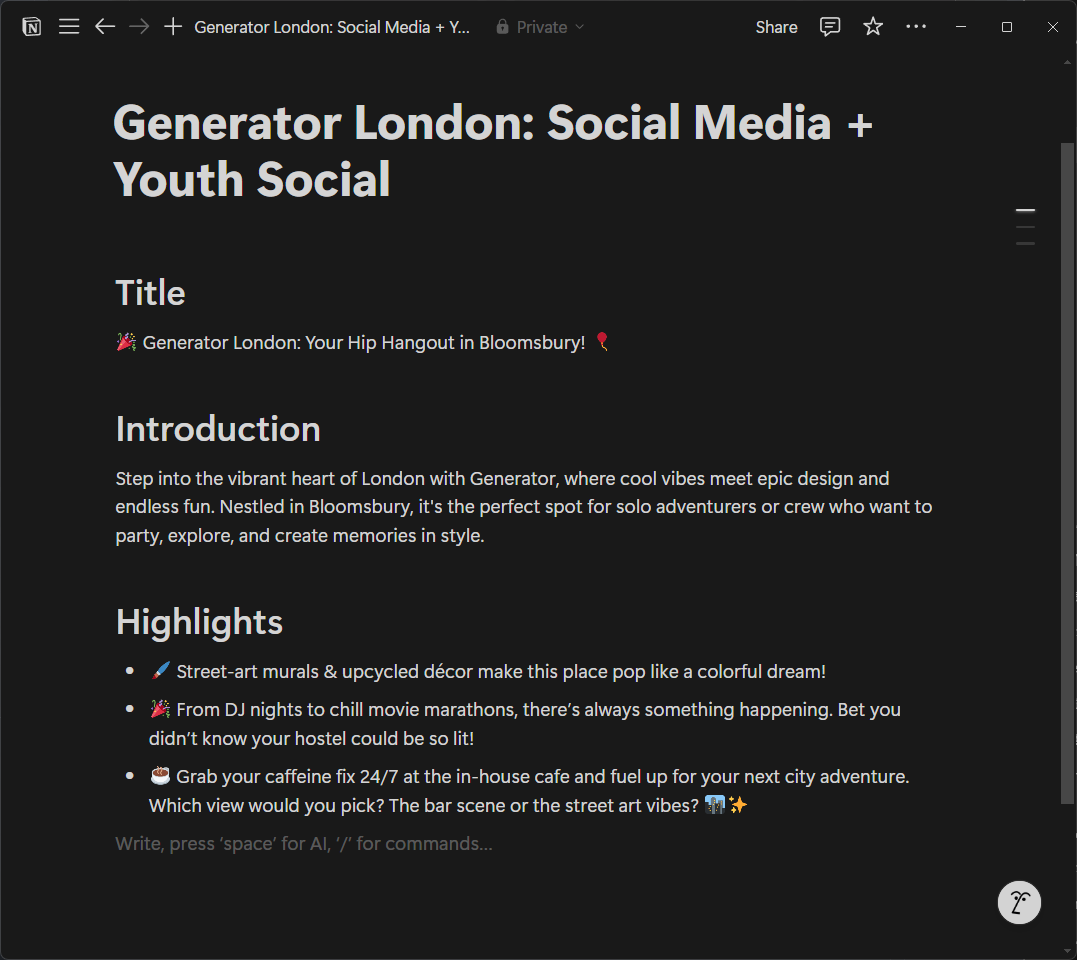 Generator London: Social Media + Y...
Private
Share
Generator London: Social Media +
Youth Social
Title
🎉 Generator London: Your Hip Hangout in Bloomsbury! 🎈
Introduction
Step into the vibrant heart of London with Generator, where cool vibes meet epic design and
endless fun. Nestled in Bloomsbury, it's the perfect spot for solo adventurers or crew who want to
party, explore, and create memories in style.
Highlights
• 🖌️ Street-art murals & upcycled décor make this place pop like a colorful dream!
• 🎉 From DJ nights to chill movie marathons, there’s always something happening. Bet you
didn’t know your hostel could be so lit!
• ☕ Grab your caffeine fix 24/7 at the in-house cafe and fuel up for your next city adventure.
Which view would you pick? The bar scene or the street art vibes? 🏙️✨
Write, press ‘space’ for AI, ‘/’ for commands...